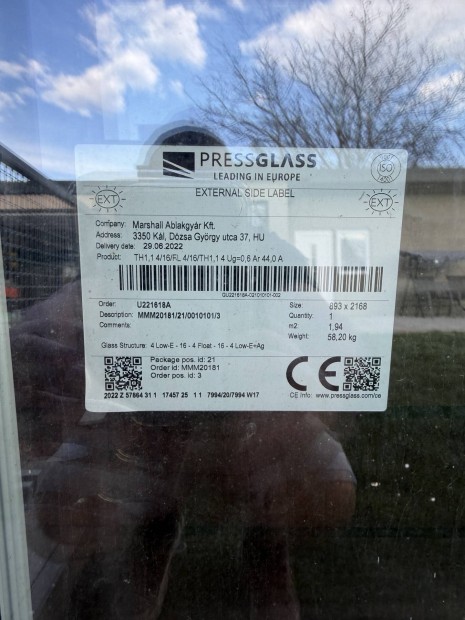 PRESSGLASS
LEADING IN EUROPE
ISO
EXTERNAL SIDE LABEL
EXT
EXT
Company: Marshall Ablakgyár Kft.
Address: 3350 Kál, Dózsa György utca 37, HU
Delivery date: 29.06.2022
Product: TH1,1 4/16/FL 4/16/TH1,1 4 Ug=0,6 Ar 44,0 A
GU221618A-021010101-002
Order: U221618A
Size: 893 x 2168
Description: MMM20181/21/0010101/3
Quantity: 1
Comments:
m2: 1,94
Weight: 58,20 kg
Glass Structure: 4 Low-E - 16 - 4 Float - 16 - 4 Low-E+Ag
Package pos. id: 21
Order id: MMM20181
Order pos. id: 3
CE
2022 Z 57864 31 1 17457 25 1 1 7994/20/7994 W17
CE Info: www.pressglass.com/ce